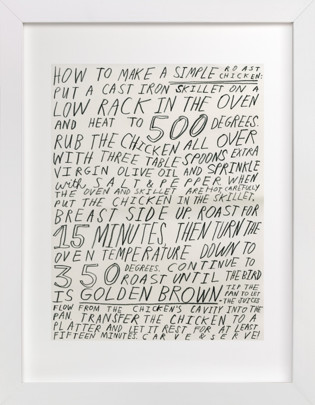 HOW TO MAKE A SIMPLE ROAST CHICKEN:
PUT A CAST IRON SKILLET ON A
LOW RACK IN THE OVEN
AND HEAT TO 500 DEGREES.
RUB THE CHICKEN ALL OVER
WITH THREE TABLESPOONS EXTRA
VIRGIN OLIVE OIL AND SPRINKLE
with SALT & PEPPER. WHEN
THE OVEN AND SKILLET ARE HOT, CAREFULLY
PUT THE CHICKEN IN THE SKILLET,
BREAST SIDE UP. ROAST FOR
15 MINUTES, THEN TURN THE
OVEN TEMPERATURE DOWN TO
350 DEGREES. CONTINUE TO
ROAST UNTIL THE BIRD
IS GOLDEN BROWN. TIP THE PAN TO LET THE JUICES
FLOW FROM THE CHICKEN'S CAVITY INTO THE
PAN. TRANSFER THE CHICKEN TO A
PLATTER AND LET IT REST FOR AT LEAST
FIFTEEN MINUTES. CARVE & SERVE!